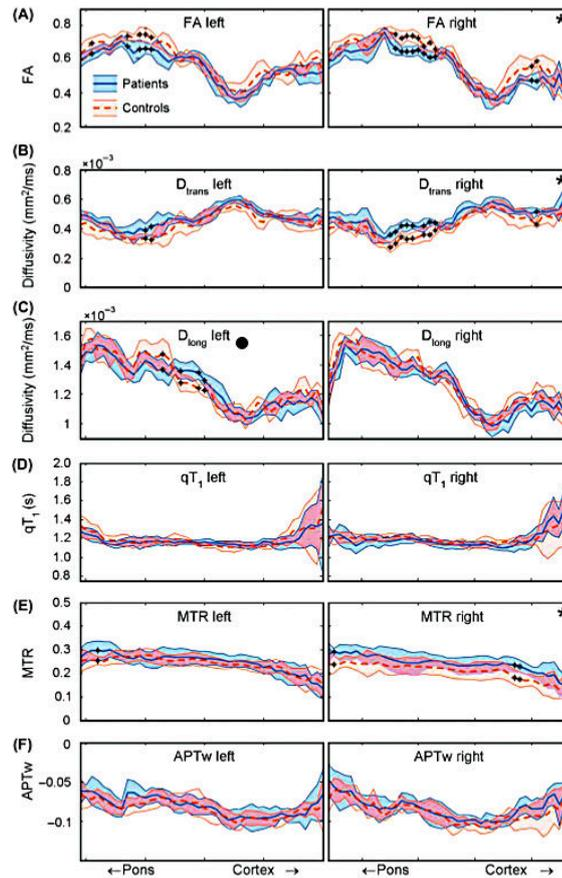 (A) FA left FA right *
FA
0.8
0.6
0.4
0.2
Patients
Controls
(B) ×10⁻³ D_trans left D_trans right *
Diffusivity (mm²/ms)
0.8
0.6
0.4
0.2
0
(C) ×10⁻³ D_long left ● D_long right
Diffusivity (mm²/ms)
1.6
1.4
1.2
1
(D) qT₁ left qT₁ right
qT₁ (s)
2.0
1.8
1.6
1.4
1.2
1.0
0.8
(E) MTR left MTR right *
MTR
0.5
0.4
0.3
0.2
0.1
0
(F) APTw left APTw right
APTw
0
−0.05
−0.1
←Pons Cortex → ←Pons Cortex →